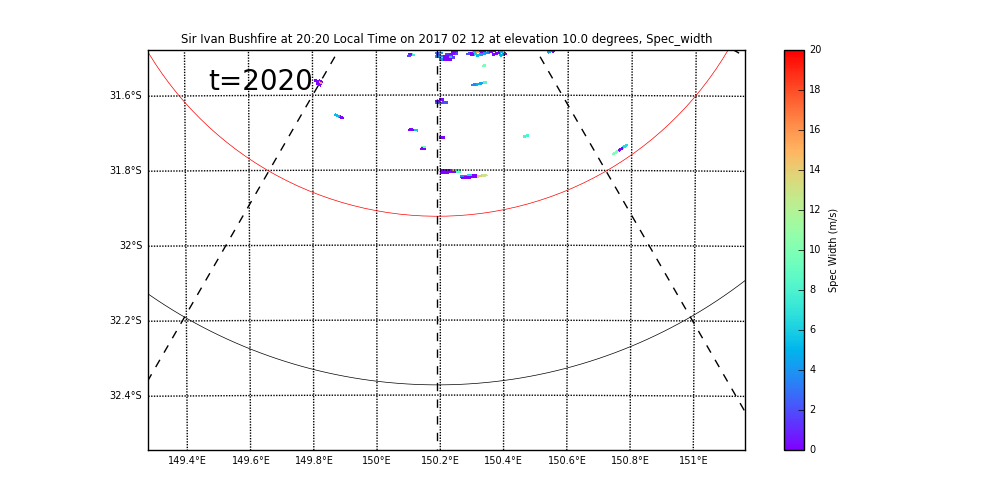 Sir Ivan Bushfire at 20:20 Local Time on 2017 02 12 at elevation 10.0 degrees, Spec_width
t=2020
31.6°S
31.8°S
32°S
32.2°S
32.4°S
149.4°E 149.6°E 149.8°E 150°E 150.2°E 150.4°E 150.6°E 150.8°E 151°E
20
18
16
14
12
10
8
6
4
2
0
Spec Width (m/s)